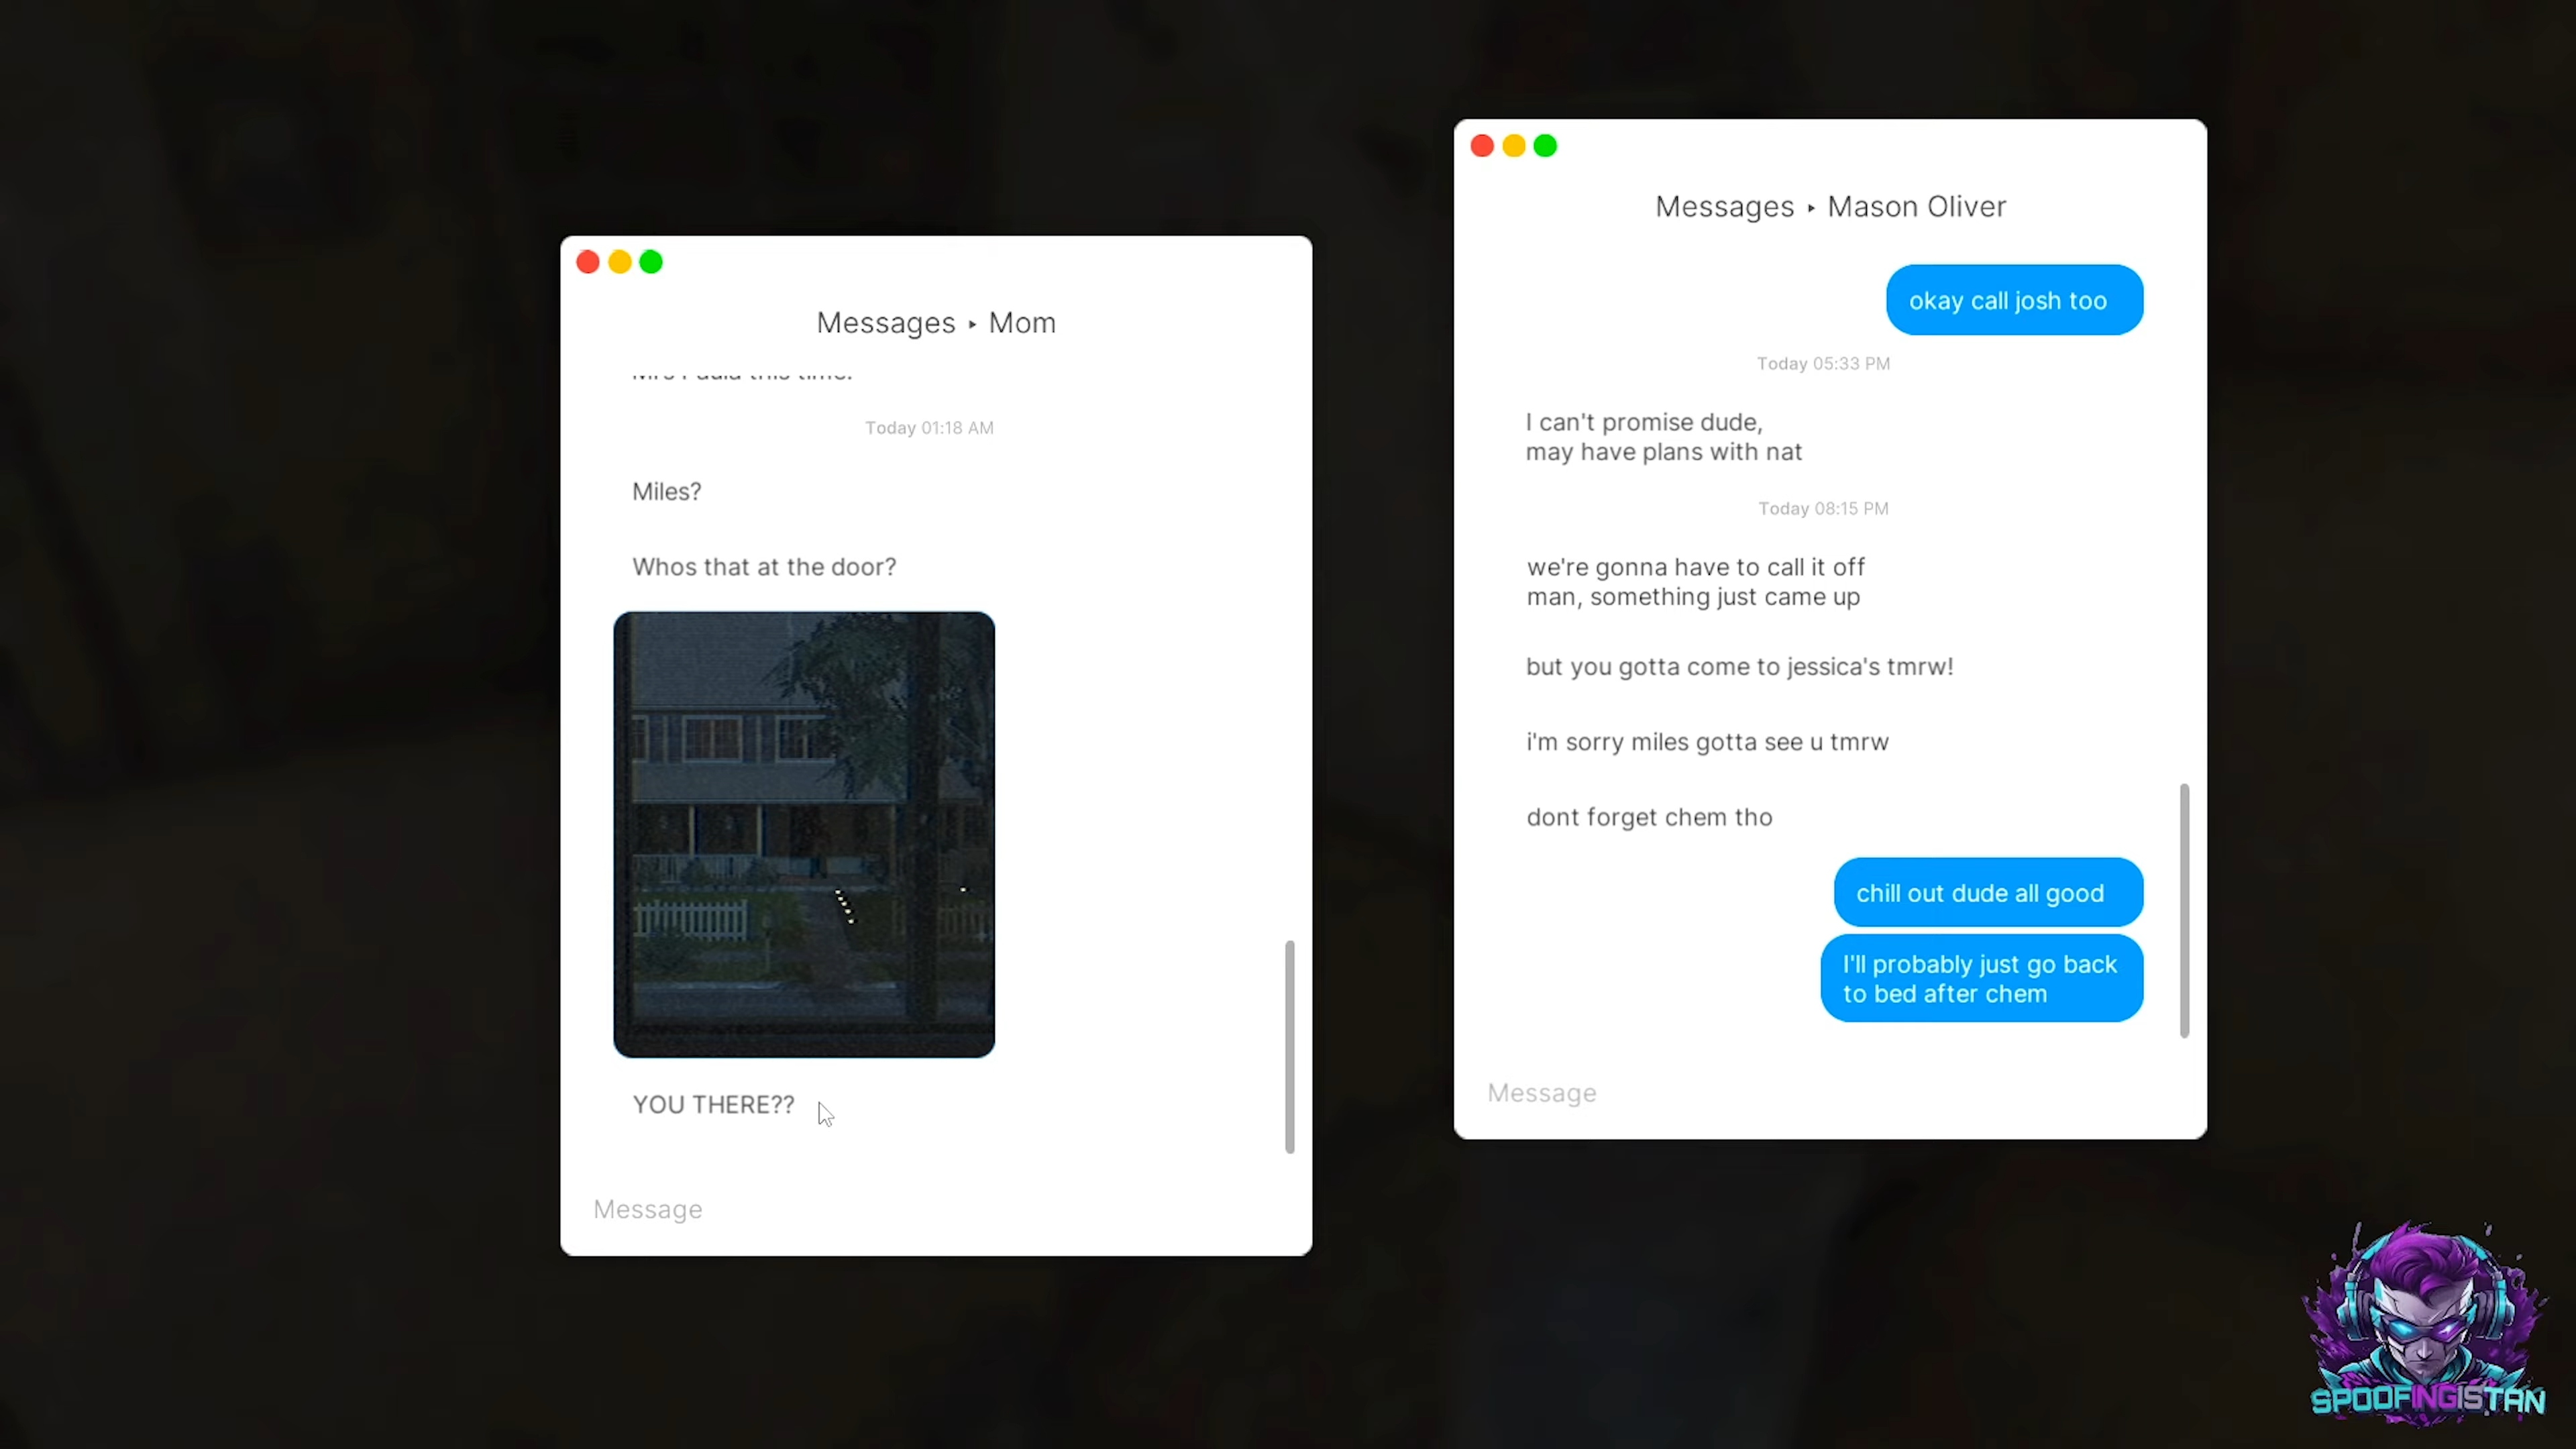 Messages ▸ Mom
Today 01:18 AM
Miles?
Whos that at the door?
YOU THERE??
Message
Messages ▸ Mason Oliver
okay call josh too
Today 05:33 PM
I can't promise dude,
may have plans with nat
Today 08:15 PM
we're gonna have to call it off
man, something just came up
but you gotta come to jessica's tmrw!
i'm sorry miles gotta see u tmrw
dont forget chem tho
chill out dude all good
I'll probably just go back
to bed after chem
Message
SPOOFINGISTAN